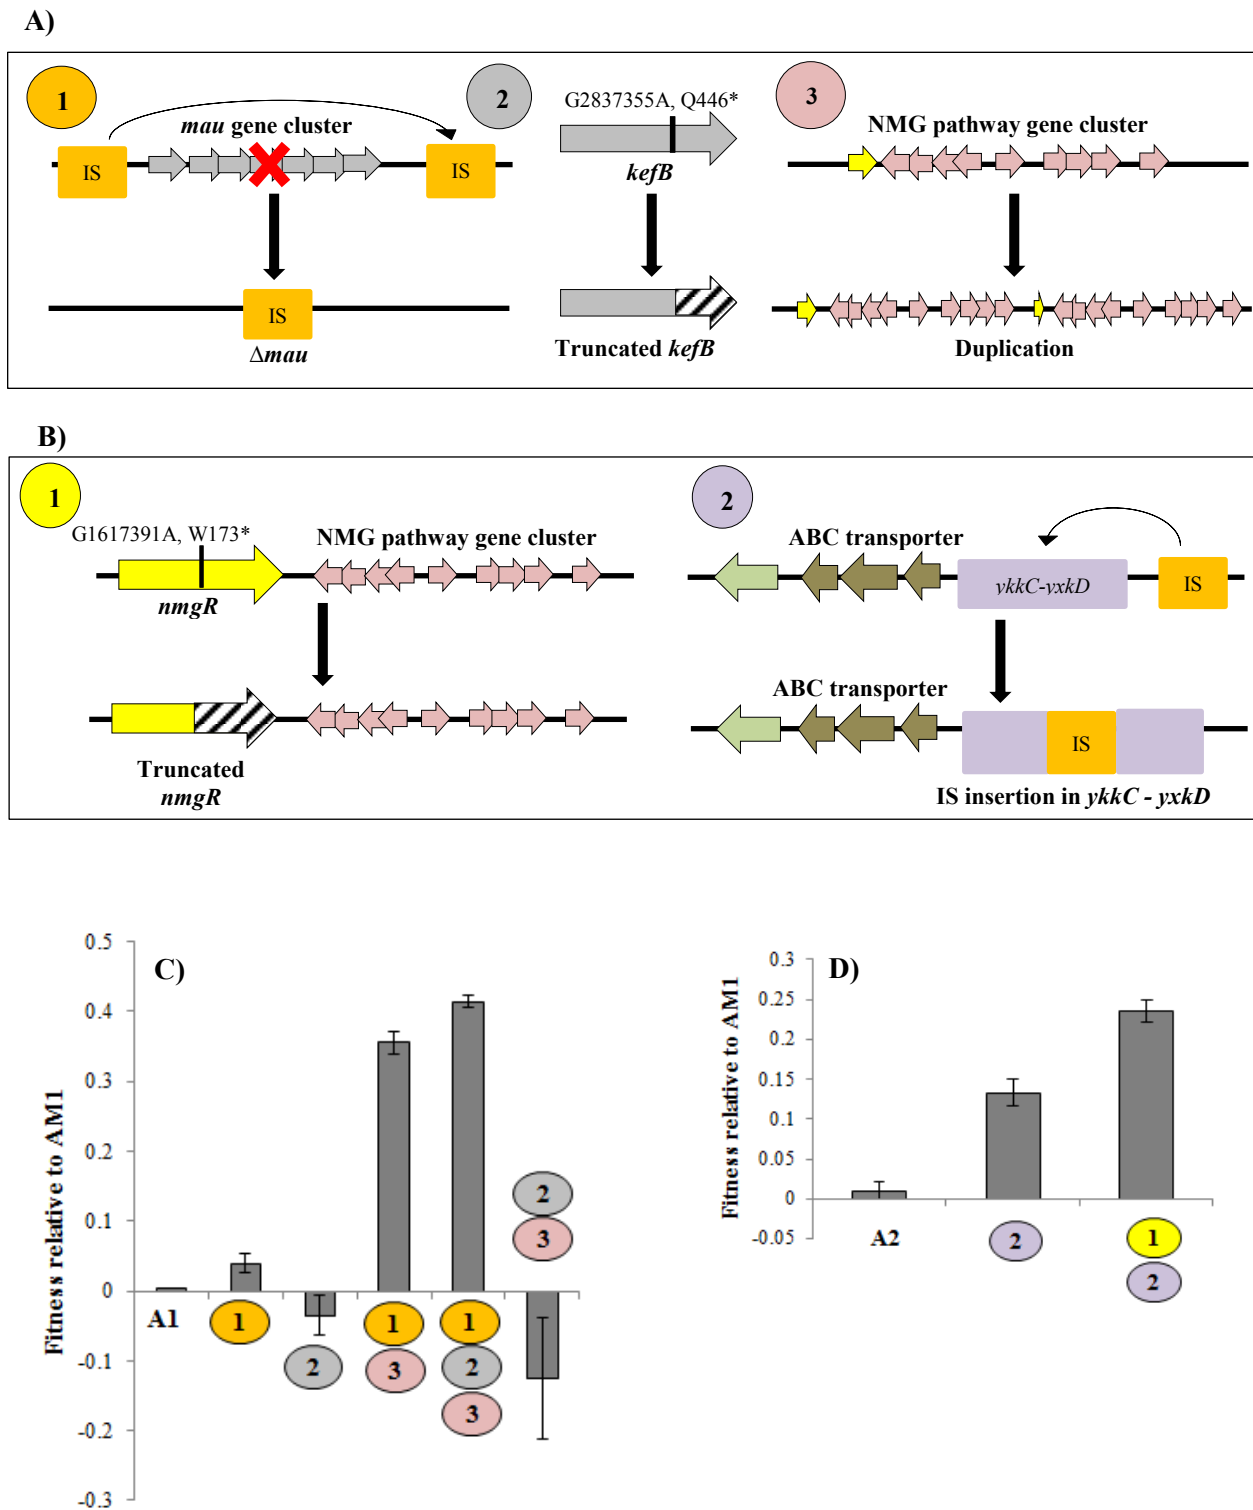 A)
1
2
3
G2837355A, Q446*
mau gene cluster
NMG pathway gene cluster
IS
IS
kefB
IS
Δmau
Truncated kefB
Duplication
B)
1
2
G1617391A, W173*
NMG pathway gene cluster
ABC transporter
nmgR
ykkC-yxkD
IS
ABC transporter
IS
Truncated
nmgR
IS insertion in ykkC - yxkD
C)
Fitness relative to AM1
0.5
0.4
0.3
0.2
0.1
0
-0.1
-0.2
-0.3
A1
1
2
1
3
1
2
3
2
3
D)
Fitness relative to AM1
0.3
0.25
0.2
0.15
0.1
0.05
0
-0.05
A2
2
1
2